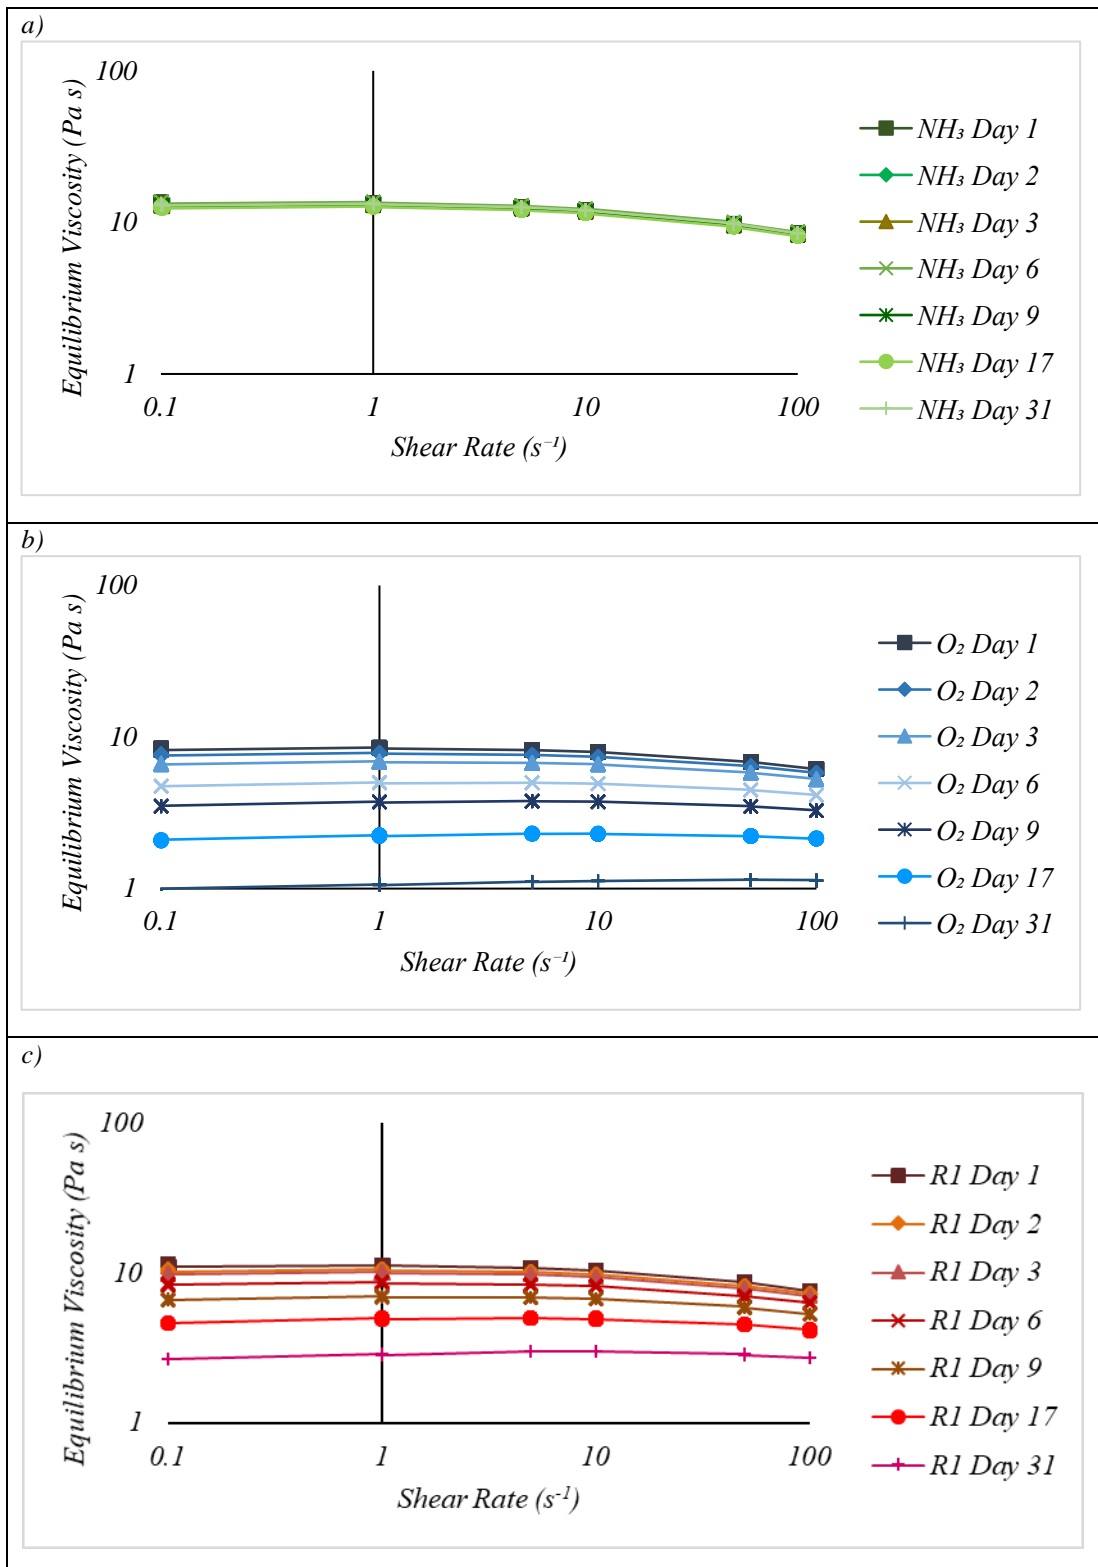 a)
Equilibrium Viscosity (Pa s)
100
10
1
0.1
1
10
100
Shear Rate (s⁻¹)
NH₃ Day 1
NH₃ Day 2
NH₃ Day 3
NH₃ Day 6
NH₃ Day 9
NH₃ Day 17
NH₃ Day 31
b)
Equilibrium Viscosity (Pa s)
100
10
1
0.1
1
10
100
Shear Rate (s⁻¹)
O₂ Day 1
O₂ Day 2
O₂ Day 3
O₂ Day 6
O₂ Day 9
O₂ Day 17
O₂ Day 31
c)
Equilibrium Viscosity (Pa s)
100
10
1
0.1
1
10
100
Shear Rate (s⁻¹)
R1 Day 1
R1 Day 2
R1 Day 3
R1 Day 6
R1 Day 9
R1 Day 17
R1 Day 31